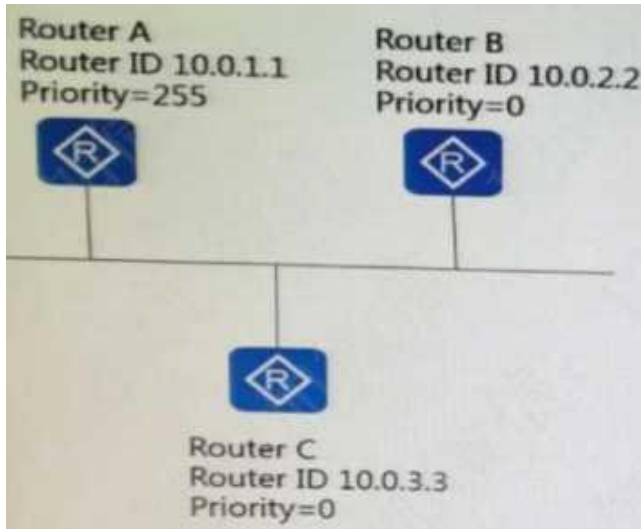 Router A
Router ID 10.0.1.1
Priority=255
Router B
Router ID 10.0.2.2
Priority=0
R
R
R
Router C
Router ID 10.0.3.3
Priority=0